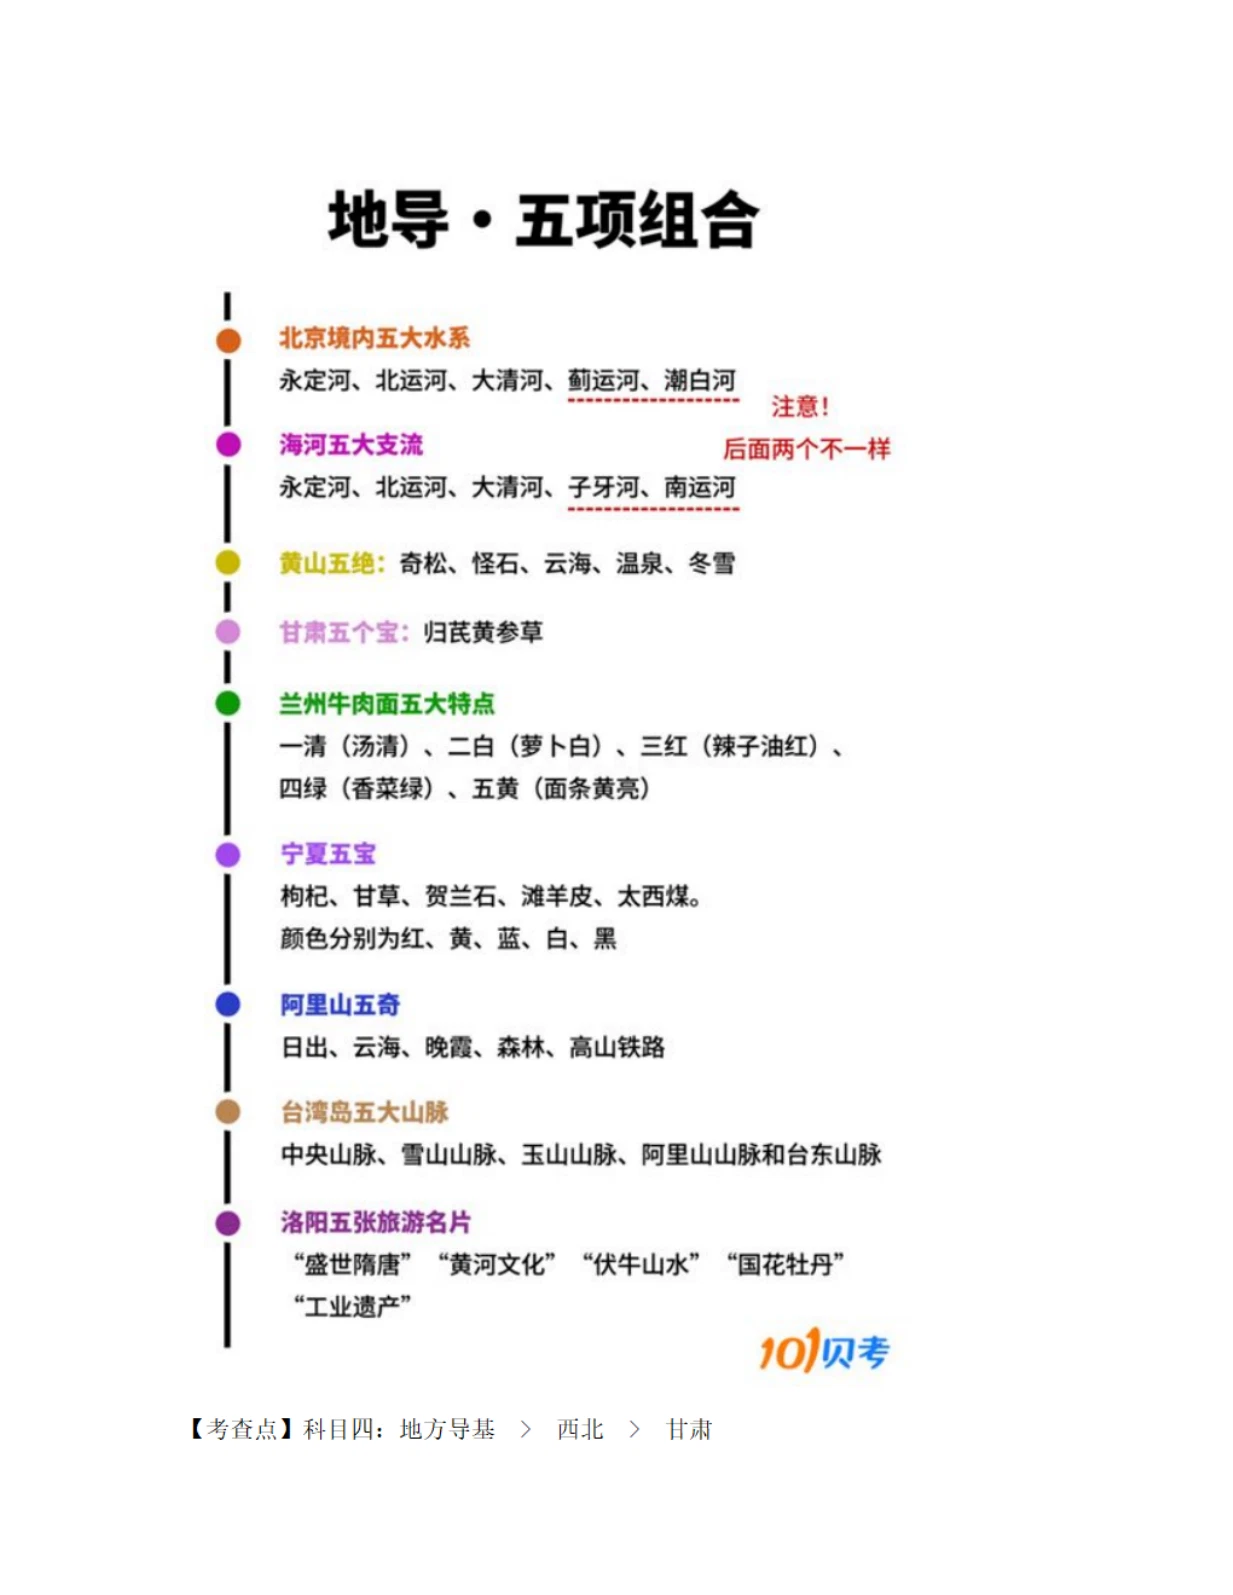 地导·五项组合
北京境内五大水系
永定河、北运河、大清河、蓟运河、潮白河
注意！
海河五大支流
后面两个不一样
永定河、北运河、大清河、子牙河、南运河
黄山五绝：奇松、怪石、云海、温泉、冬雪
甘肃五个宝：归芪黄参草
兰州牛肉面五大特点
一清（汤清）、二白（萝卜白）、三红（辣子油红）、
四绿（香菜绿）、五黄（面条黄亮）
宁夏五宝
枸杞、甘草、贺兰石、滩羊皮、太西煤。
颜色分别为红、黄、蓝、白、黑
阿里山五奇
日出、云海、晚霞、森林、高山铁路
台湾岛五大山脉
中央山脉、雪山山脉、玉山山脉、阿里山山脉和台东山脉
洛阳五张旅游名片
“盛世隋唐”“黄河文化”“伏牛山水”“国花牡丹”
“工业遗产”
101贝考
【考查点】科目四：地方导基 > 西北 > 甘肃